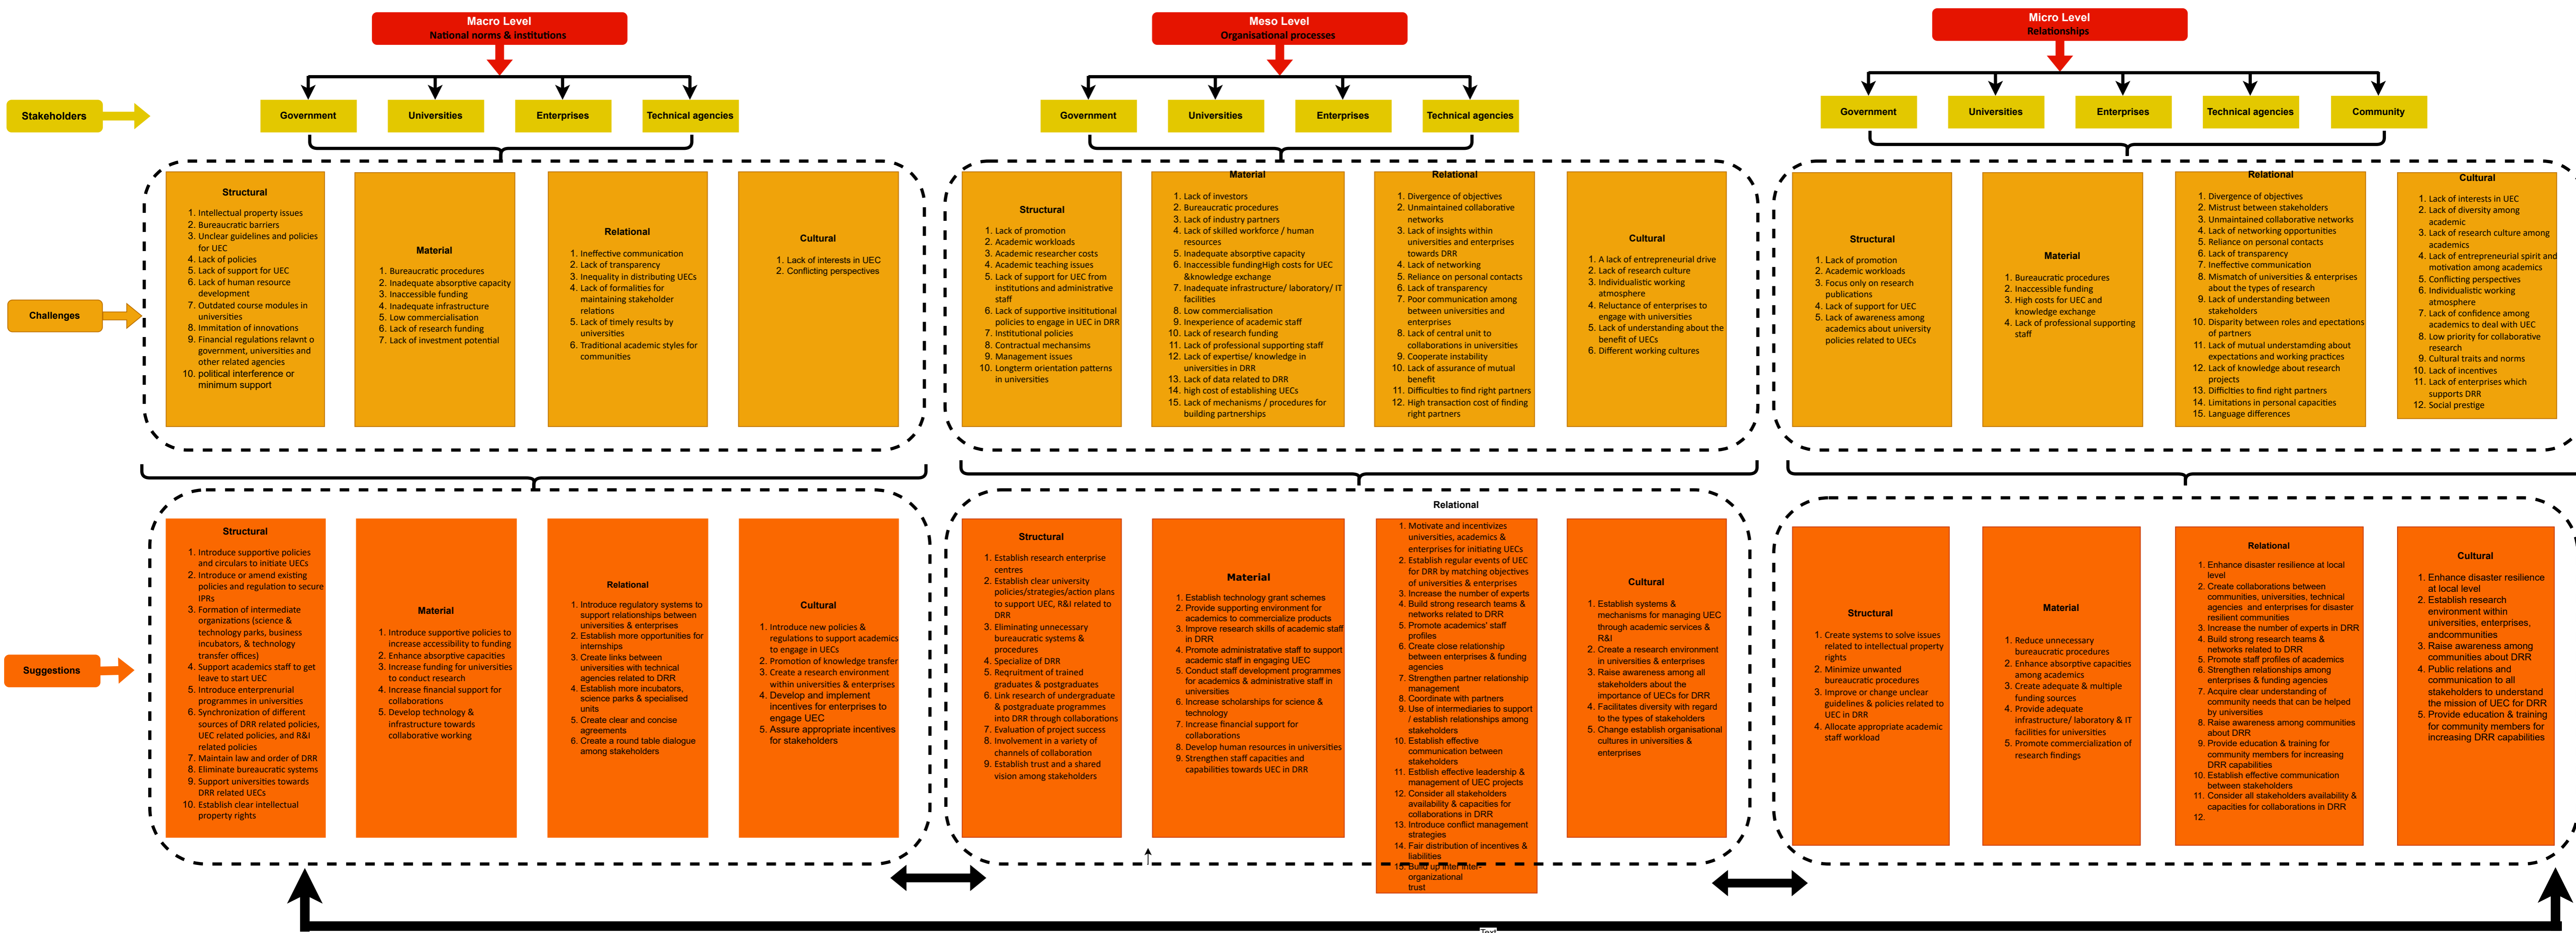 Macro Level
National norms & institutions
Meso Level
Organisational processes
Micro Level
Relationships
Stakeholders
Government
Universities
Enterprises
Technical agencies
Government
Universities
Enterprises
Technical agencies
Government
Universities
Enterprises
Technical agencies
Community
Challenges
Structural
1. Intellectual property issues
2. Bureaucratic barriers
3. Unclear guidelines and policies
for UEC
4. Lack of policies
5. Lack of support for UEC
6. Lack of human resource
development
7. Outdated course modules in
universities
8. Immitation of innovations
9. Financial regulations relavnt o
government, universities and
other related agencies
10. political interference or
minimum support
Material
1. Bureaucratic procedures
2. Inadequate absorptive capacity
3. Inaccessible funding
4. Inadequate infrastructure
5. Low commercialisation
6. Lack of research funding
7. Lack of investment potential
Relational
1. Ineffective communication
2. Lack of transparency
3. Inequality in distributing UECs
4. Lack of formalities for
maintaining stakeholder
relations
5. Lack of timely results by
universities
6. Traditional academic styles for
communities
Cultural
1. Lack of interests in UEC
2. Conflicting perspectives
Structural
1. Lack of promotion
2. Academic workloads
3. Academic researcher costs
4. Academic teaching issues
5. Lack of support for UEC from
institutions and administrative
staff
6. Lack of supportive insititutional
policies to engage in UEC in DRR
7. Institutional policies
8. Contractual mechansims
9. Management issues
10. Longterm orientation patterns
in universities
Material
1. Lack of investors
2. Bureaucratic procedures
3. Lack of industry partners
4. Lack of skilled workforce / human
resources
5. Inadequate absorptive capacity
6. Inaccessible fundingHigh costs for UEC
&knowledge exchange
7. Inadequate infrastructure/ laboratory/ IT
facilities
8. Low commercialisation
9. Inexperience of academic staff
10. Lack of research funding
11. Lack of professional supporting staff
12. Lack of expertise/ knowledge in
universities in DRR
13. Lack of data related to DRR
14. high cost of establishing UECs
15. Lack of mechanisms / procedures for
building partnerships
Relational
1. Divergence of objectives
2. Unmaintained collaborative
networks
3. Lack of insights within
universities and enterprises
towards DRR
4. Lack of networking
5. Reliance on personal contacts
6. Lack of transparency
7. Poor communication among
between universities and
enterprises
8. Lack of central unit to
collaborations in universities
9. Cooperate instability
10. Lack of assurance of mutual
benefit
11. Difficulties to find right partners
12. High transaction cost of finding
right partners
Cultural
1. A lack of entrepreneurial drive
2. Lack of research culture
3. Individualistic working
atmosphere
4. Reluctance of enterprises to
engage with universities
5. Lack of understanding about the
benefit of UECs
6. Different working cultures
Structural
1. Lack of promotion
2. Academic workloads
3. Focus only on research
publications
4. Lack of support for UEC
5. Lack of awareness among
academics about university
policies related to UECs
Material
1. Bureaucratic procedures
2. Inaccessible funding
3. High costs for UEC and
knowledge exchange
4. Lack of professional supporting
staff
Relational
1. Divergence of objectives
2. Mistrust between stakeholders
3. Unmaintained collaborative networks
4. Lack of networking opportunities
5. Reliance on personal contacts
6. Lack of transparency
7. Ineffective communication
8. Mismatch of universities & enterprises
about the types of research
9. Lack of understanding between
stakeholders
10. Disparity between roles and epectations
of partners
11. Lack of mutual understamding about
expectations and working practices
12. Lack of knowledge about research
projects
13. Difficlties to find right partners
14. Limitations in personal capacities
15. Language differences
Cultural
1. Lack of interests in UEC
2. Lack of diversity among
academic
3. Lack of research culture among
academics
4. Lack of entrepreneurial spirit and
motivation among academics
5. Conflicting perspectives
6. Individualistic working
atmosphere
7. Lack of confidence among
academics to deal with UEC
8. Low priority for collaborative
research
9. Cultural traits and norms
10. Lack of incentives
11. Lack of enterprises which
supports DRR
12. Social prestige
Suggestions
Structural
1. Introduce supportive policies
and circulars to initiate UECs
2. Introduce or amend existing
policies and regulation to secure
IPRs
3. Formation of intermediate
organizations (science &
technology parks, business
incubators, & technology
transfer offices)
4. Support academics staff to get
leave to start UEC
5. Introduce enterprenurial
programmes in universities
6. Synchronization of different
sources of DRR related policies,
UEC related policies, and R&I
related policies
7. Maintain law and order of DRR
8. Eliminate bureaucratic systems
9. Support universities towards
DRR related UECs
10. Establish clear intellectual
property rights
Material
1. Introduce supportive policies to
increase accessibility to funding
2. Enhance absorptive capacities
3. Increase funding for universities
to conduct research
4. Increase financial support for
collaborations
5. Develop technology &
infrastructure towards
collaborative working
Relational
1. Introduce regulatory systems to
support relationships between
universities & enterprises
2. Establish more opportunities for
internships
3. Create links between
universities with technical
agencies related to DRR
4. Establish more incubators,
science parks & specialised
units
5. Create clear and concise
agreements
6. Create a round table dialogue
among stakeholders
Cultural
1. Introduce new policies &
regulations to support academics
to engage in UECs
2. Promotion of knowledge transfer
3. Create a research environment
within universities & enterprises
4. Develop and implement
incentives for enterprises to
engage UEC
5. Assure appropriate incentives
for stakeholders
Structural
1. Establish research enterprise
centres
2. Establish clear university
policies/strategies/action plans
to support UEC, R&I related to
DRR
3. Eliminating unnecessary
bureaucratic systems &
procedures
4. Specialize of DRR
5. Reqruitment of trained
graduates & postgraduates
6. Link research of undergraduate
& postgraduate programmes
into DRR through collaborations
7. Evaluation of project success
8. Involvement in a variety of
channels of collaboration
9. Establish trust and a shared
vision among stakeholders
Material
1. Establish technology grant schemes
2. Provide supporting environment for
academics to commercialize products
3. Improve research skills of academic staff
in DRR
4. Promote administratative staff to support
academic staff in engaging UEC
5. Conduct staff development programmes
for academics & administrative staff in
universities
6. Increase scholarships for science &
technology
7. Increase financial support for
collaborations
8. Develop human resources in universities
9. Strengthen staff capacities and
capabilities towards UEC in DRR
Relational
1. Motivate and incentivizes
universities, academics &
enterprises for initiating UECs
2. Establish regular events of UEC
for DRR by matching objectives
of universities & enterprises
3. Increase the number of experts
4. Build strong research teams &
networks related to DRR
5. Promote academics' staff
profiles
6. Create close relationship
between enterprises & funding
agencies
7. Strengthen partner relationship
management
8. Coordinate with partners
9. Use of intermediaries to support
/ establish relationships among
stakeholders
10. Establish effective
communication between
stakeholders
11. Estblish effective leadership &
management of UEC projects
12. Consider all stakeholders
availability & capacities for
collaborations in DRR
13. Introduce conflict management
strategies
14. Fair distribution of incentives &
liabilities
15. Build up inter inter-
organizational
trust
Cultural
1. Establish systems &
mechanisms for managing UEC
through academic services &
R&I
2. Create a research environment
in universities & enterprises
3. Raise awareness among all
stakeholders about the
importance of UECs for DRR
4. Facilitates diversity with regard
to the types of stakeholders
5. Change establish organisational
cultures in universities &
enterprises
Structural
1. Create systems to solve issues
related to intellectual property
rights
2. Minimize unwanted
bureaucratic procedures
3. Improve or change unclear
guidelines & policies related to
UEC in DRR
4. Allocate appropriate academic
staff workload
Material
1. Reduce unnecessary
bureaucratic procedures
2. Enhance absorptive capacities
among academics
3. Create adequate & multiple
funding sources
4. Provide adequate
infrastructure/ laboratory & IT
facilities for universities
5. Promote commercialization of
research findings
Relational
1. Enhance disaster resilience at local
level
2. Create collaborations between
communities, universities, technical
agencies and enterprises for disaster
resilient communities
3. Increase the number of experts in DRR
4. Build strong research teams &
networks related to DRR
5. Promote staff profiles of academics
6. Strengthen relationships among
enterprises & funding agencies
7. Acquire clear understanding of
community needs that can be helped
by universities
8. Raise awareness among communities
about DRR
9. Provide education & training for
community members for increasing
DRR capabilities
10. Establish effective communication
between stakeholders
11. Consider all stakeholders availability &
capacities for collaborations in DRR
12.
Cultural
1. Enhance disaster resilience
at local level
2. Establish research
environment within
universities, enterprises,
andcommunities
3. Raise awareness among
communities about DRR
4. Public relations and
communication to all
stakeholders to understand
the mission of UEC for DRR
5. Provide education & training
for community members for
increasing DRR capabilities
Text